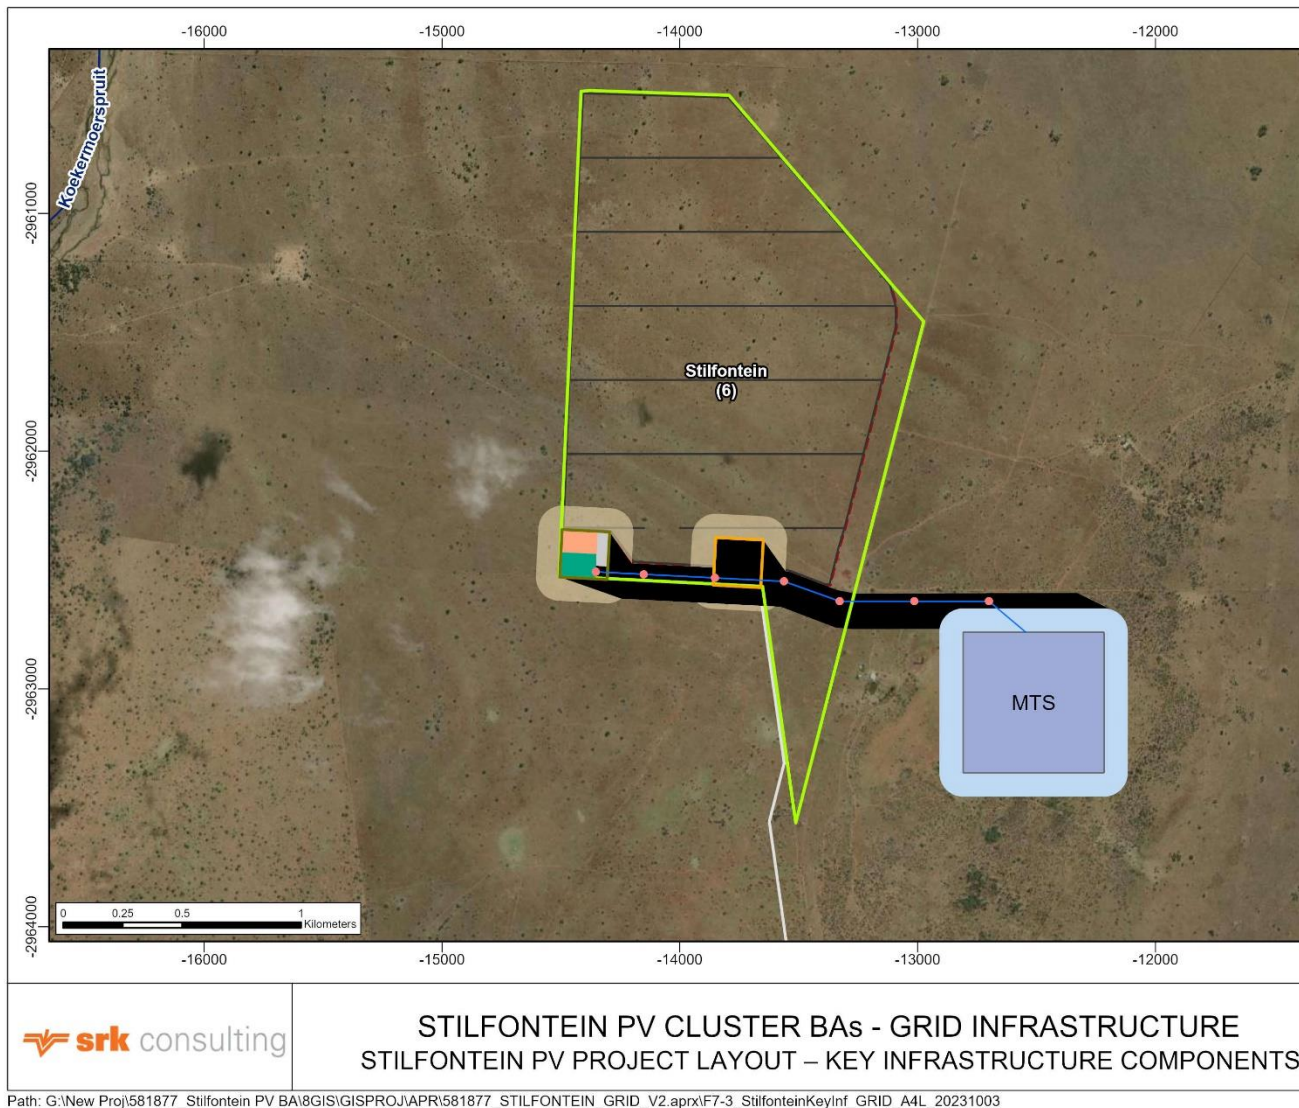 -16000 -15000 -14000 -13000 -12000
Koekermoerspruit
-2961000
Stilfontein
(6)
-2962000
-2963000
MTS
-2964000
0 0.25 0.5 1
Kilometers
-16000 -15000 -14000 -13000 -12000
srk consulting
STILFONTEIN PV CLUSTER BAs - GRID INFRASTRUCTURE
STILFONTEIN PV PROJECT LAYOUT – KEY INFRASTRUCTURE COMPONENTS
Path: G:\New Proj\581877_Stilfontein PV BA\8GIS\GISPROJ\APR\581877_STILFONTEIN_GRID_V2.aprx\F7-3_StilfonteinKeyInf_GRID_A4L_20231003